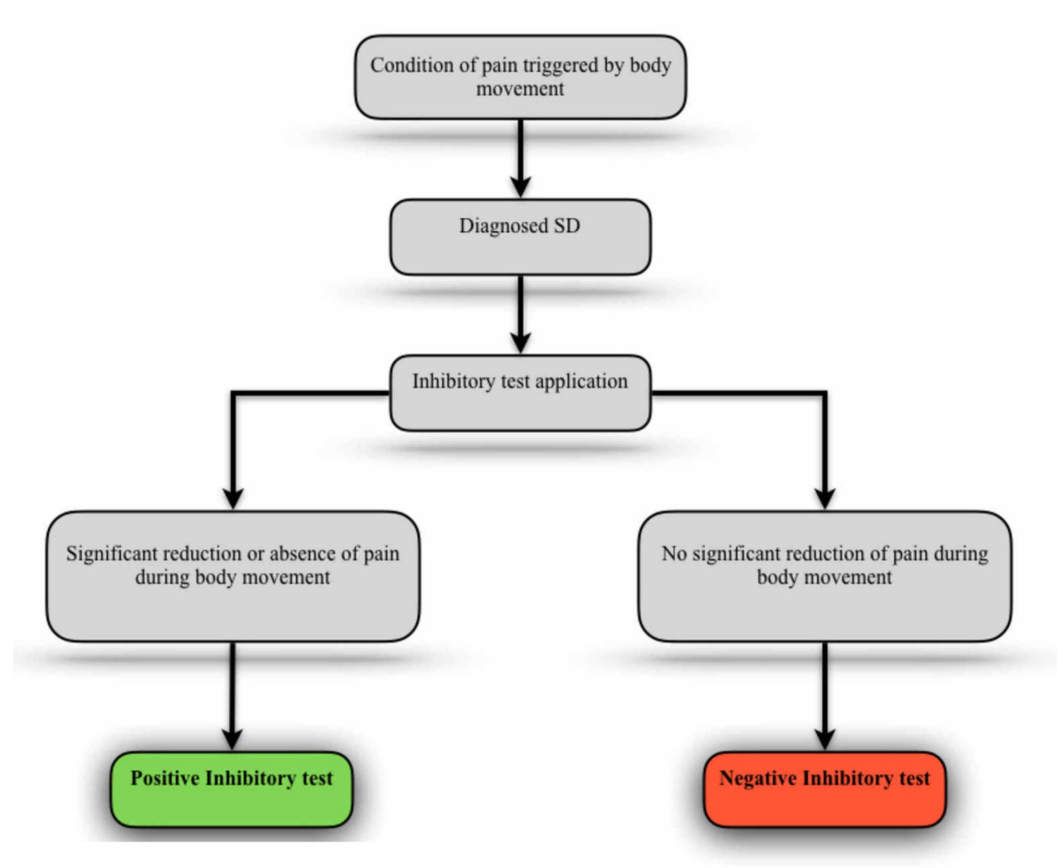 Condition of pain triggered by body
movement
Diagnosed SD
Inhibitory test application
Significant reduction or absence of pain
during body movement
No significant reduction of pain during
body movement
Positive Inhibitory test
Negative Inhibitory test